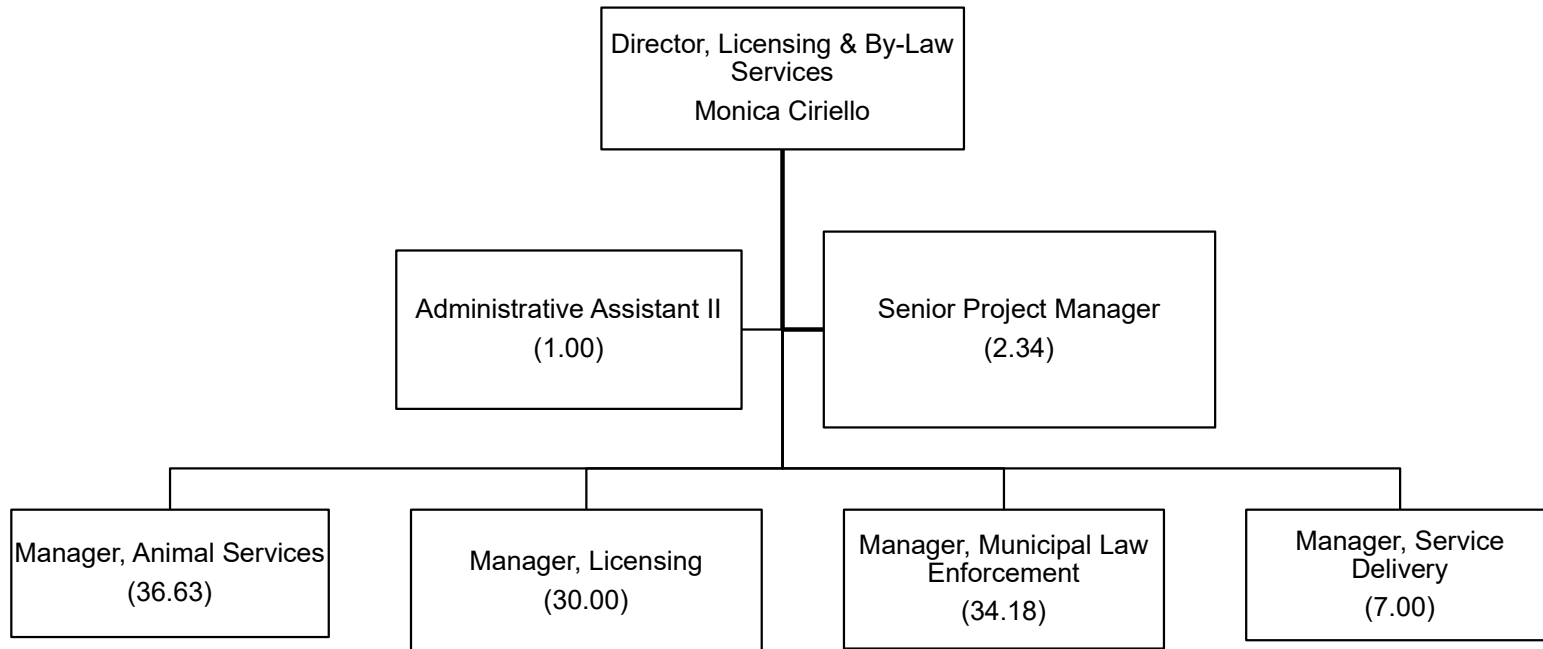 Director, Licensing & By-Law
Services
Monica Ciriello
Administrative Assistant II
(1.00)
Senior Project Manager
(2.34)
Manager, Animal Services
(36.63)
Manager, Licensing
(30.00)
Manager, Municipal Law
Enforcement
(34.18)
Manager, Service
Delivery
(7.00)